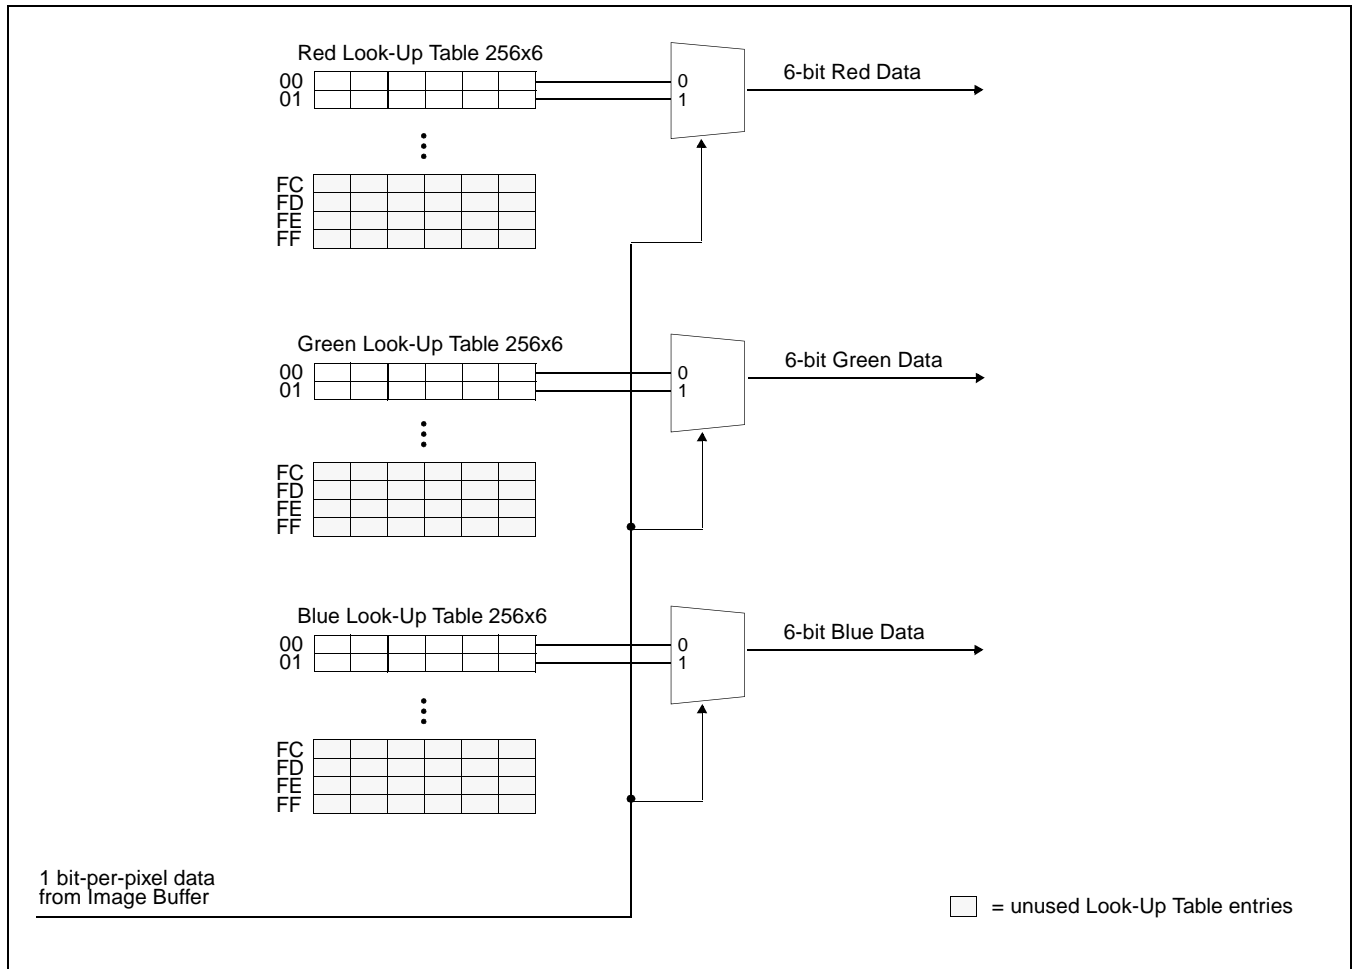 Red Look-Up Table 256x6
00
01
0
1
6-bit Red Data
FC
FD
FE
FF
Green Look-Up Table 256x6
00
01
0
1
6-bit Green Data
FC
FD
FE
FF
Blue Look-Up Table 256x6
00
01
0
1
6-bit Blue Data
FC
FD
FE
FF
1 bit-per-pixel data
from Image Buffer
= unused Look-Up Table entries